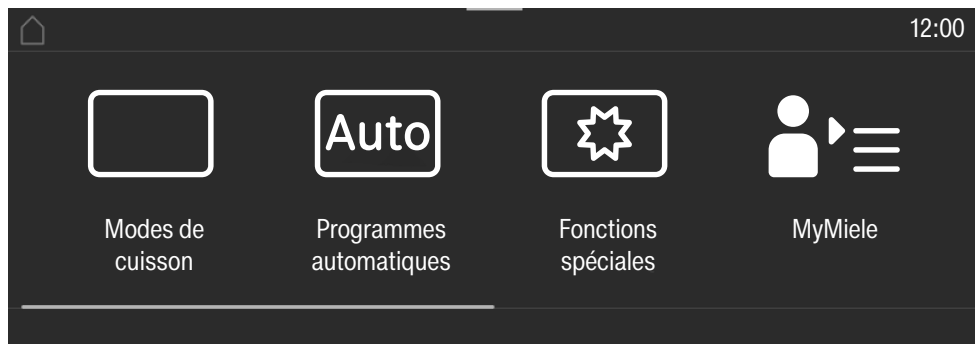 12:00
Auto
Modes de
cuisson
Programmes
automatiques
Fonctions
spéciales
MyMiele